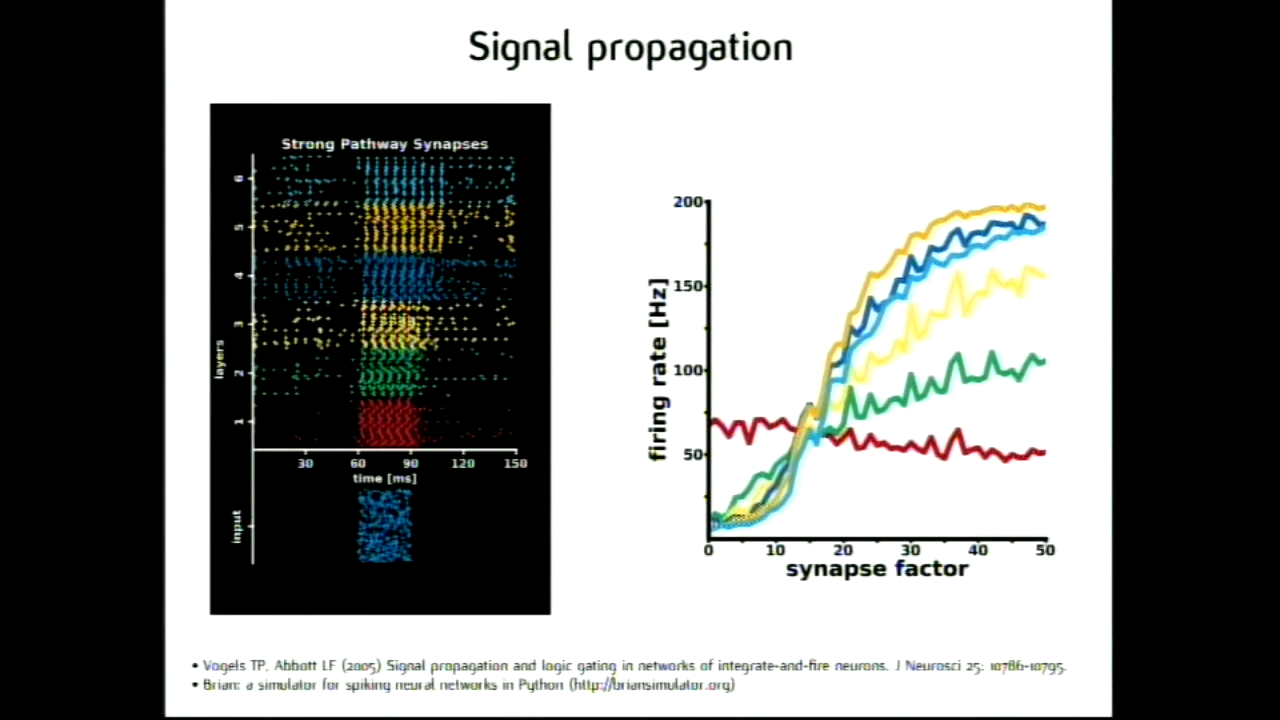 Signal propagation
Strong Pathway Synapses
6
5
4
3
2
1
layers
30 60 90 120 150
time [ms]
input
200
150
100
50
firing rate [Hz]
0 10 20 30 40 50
synapse factor
• Vogels TP, Abbott LF (2005) Signal propagation and logic gating in networks of integrate-and-fire neurons. J Neurosci 25: 10786-10795.
• Brian: a simulator for spiking neural networks in Python (http://briansimulator.org)